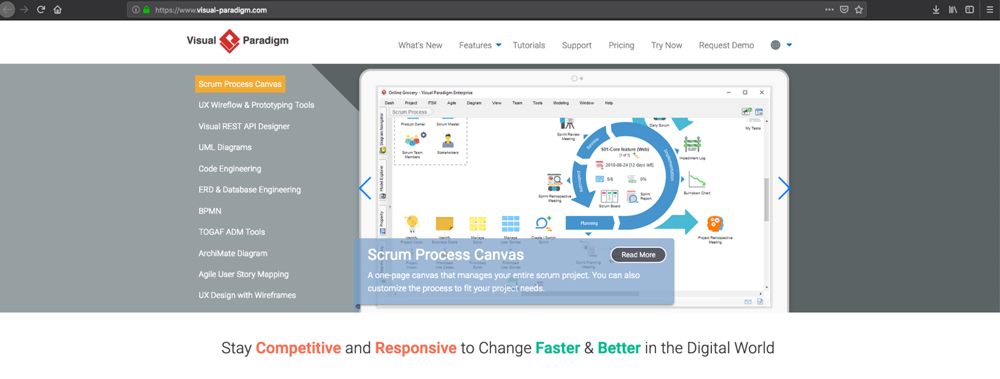 https://www.visual-paradigm.com
Visual Paradigm
What's New
Features
Tutorials
Support
Pricing
Try Now
Request Demo
Scrum Process Canvas
UX Wireflow & Prototyping Tools
Visual REST API Designer
UML Diagrams
Code Engineering
ERD & Database Engineering
BPMN
TOGAF ADM Tools
ArchiMate Diagram
Agile User Story Mapping
UX Design with Wireframes
Online Grocery - Visual Paradigm Enterprise
Dash Project ITSM Agile Diagram View Team Tools Modeling Window Help
Scrum Process
Diagram Navigator
Model Explorer
Property
Product Owner
Scrum Master
Scrum Team
Members
Stakeholders
Sprint Review
Meeting
Daily Scrum
My Tasks
Review
Implementation
Retrospect
S01-Core feature (Web)
[1 of 1]
2018-08-24 [12 days left]
5/6
0%
Scrum Board
Sprint
Report
Impediment Log
Burndown Chart
Sprint Retrospective
Meeting
Planning
Project Retrospective
Meeting
Identify
Project Vision
Identify
Business Goals
Manage
Epics
Manage
User Stories
Create / Switch
Sprint
Sprint Planning
Meeting
Scrum Process Canvas
Read More
A one-page canvas that manages your entire scrum project. You can also
customize the process to fit your project needs.
Stay Competitive and Responsive to Change Faster & Better in the Digital World